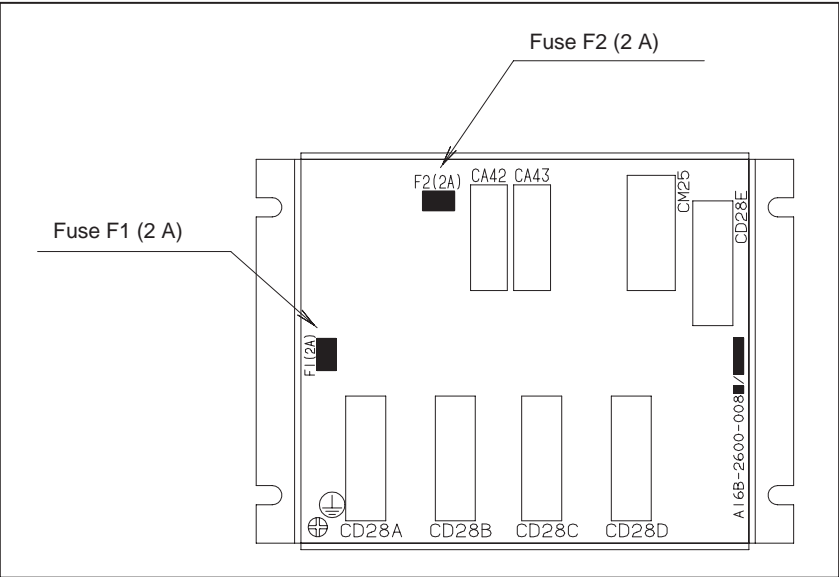 Fuse F2 (2 A)
F2(2A) CA42 CA43
CM25
CD28E
Fuse F1 (2 A)
F1(2A)
A16B-2600-008■/■
CD28A CD28B CD28C CD28D